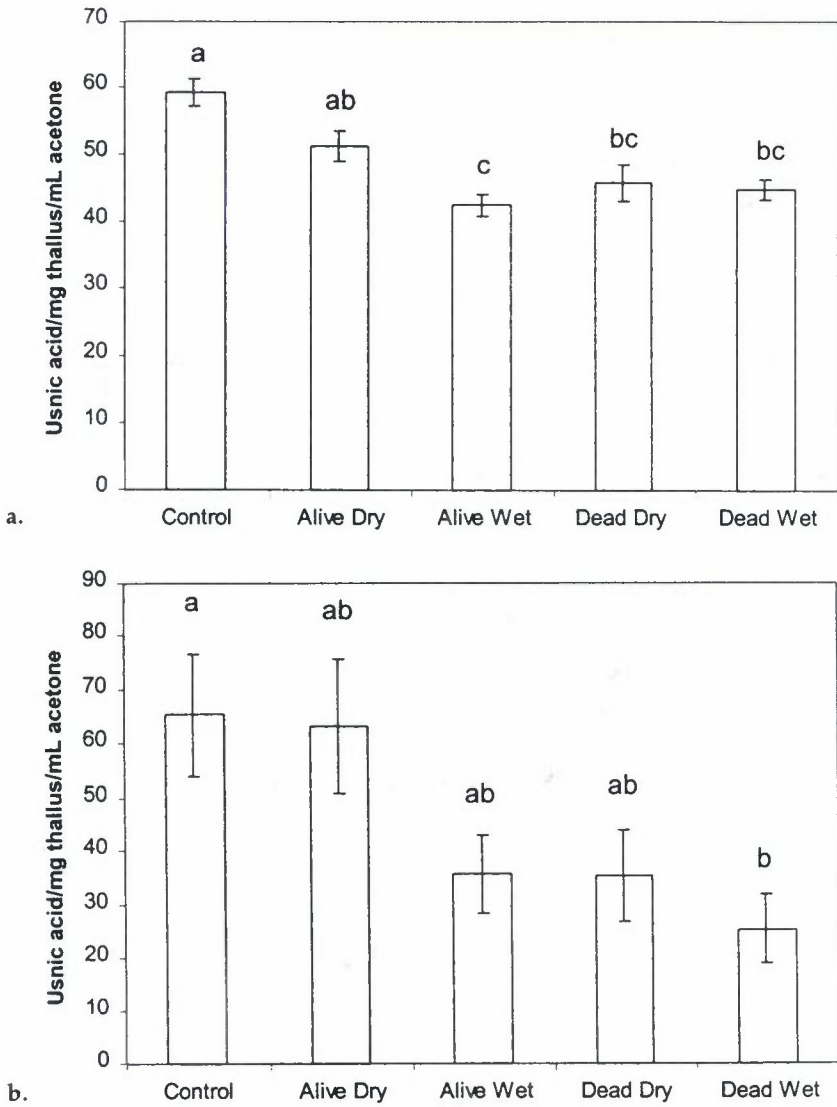 Usnic acid/mg thallus/mL acetone
70
60
50
40
30
20
10
0
a
ab
c
bc
bc
Control Alive Dry Alive Wet Dead Dry Dead Wet
a.
Usnic acid/mg thallus/mL acetone
90
80
70
60
50
40
30
20
10
0
a
ab
ab
ab
b
Control Alive Dry Alive Wet Dead Dry Dead Wet
b.